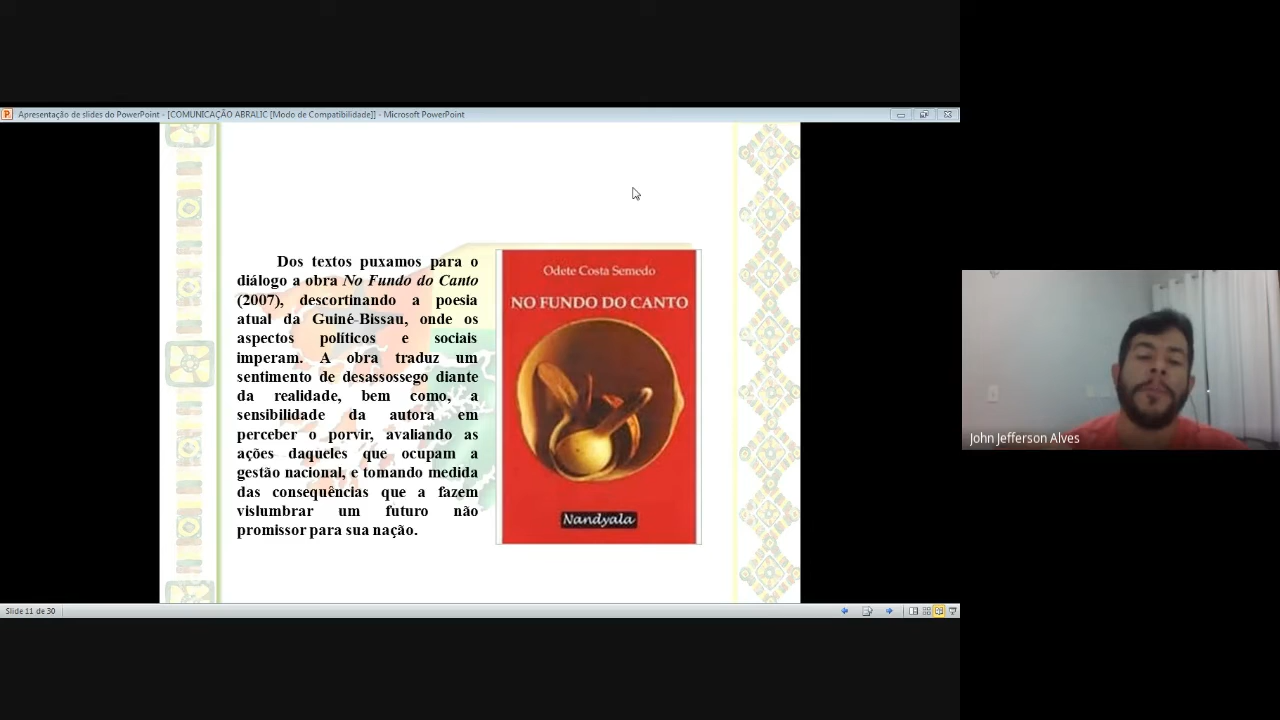 Apresentação de slides do PowerPoint - [COMUNICAÇÃO ABRALIC [Modo de Compatibilidade]] - Microsoft PowerPoint
Dos textos puxamos para o
diálogo a obra No Fundo do Canto
(2007), descortinando a poesia
atual da Guiné-Bissau, onde os
aspectos políticos e sociais
imperam. A obra traduz um
sentimento de desassossego diante
da realidade, bem como, a
sensibilidade da autora em
perceber o porvir, avaliando as
ações daqueles que ocupam a
gestão nacional, e tomando medida
das consequências que a fazem
vislumbrar um futuro não
promissor para sua nação.
Odete Costa Semedo
NO FUNDO DO CANTO
Nandyala
John Jefferson Alves
Slide 11 de 30